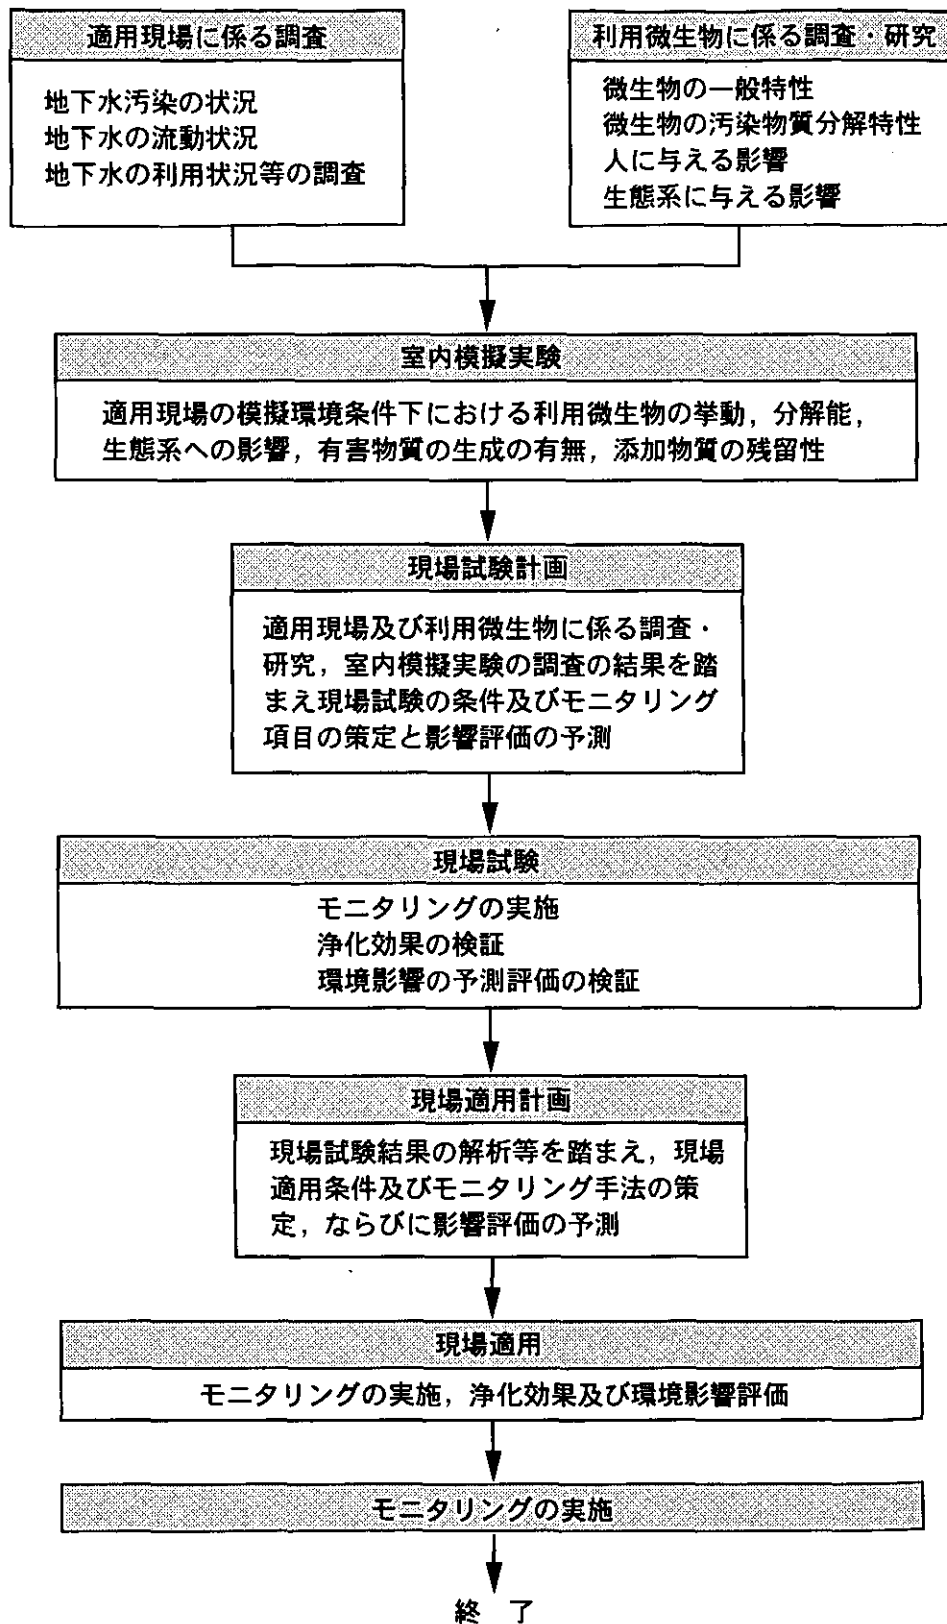 適用現場に係る調査
地下水汚染の状況
地下水の流動状況
地下水の利用状況等の調査
利用微生物に係る調査・研究
微生物の一般特性
微生物の汚染物質分解特性
人に与える影響
生態系に与える影響
室内模擬実験
適用現場の模擬環境条件下における利用微生物の挙動，分解能，
生態系への影響，有害物質の生成の有無，添加物質の残留性
現場試験計画
適用現場及び利用微生物に係る調査・
研究，室内模擬実験の調査の結果を踏
まえ現場試験の条件及びモニタリング
項目の策定と影響評価の予測
現場試験
モニタリングの実施
浄化効果の検証
環境影響の予測評価の検証
現場適用計画
現場試験結果の解析等を踏まえ，現場
適用条件及びモニタリング手法の策
定，ならびに影響評価の予測
現場適用
モニタリングの実施，浄化効果及び環境影響評価
モニタリングの実施
終 了